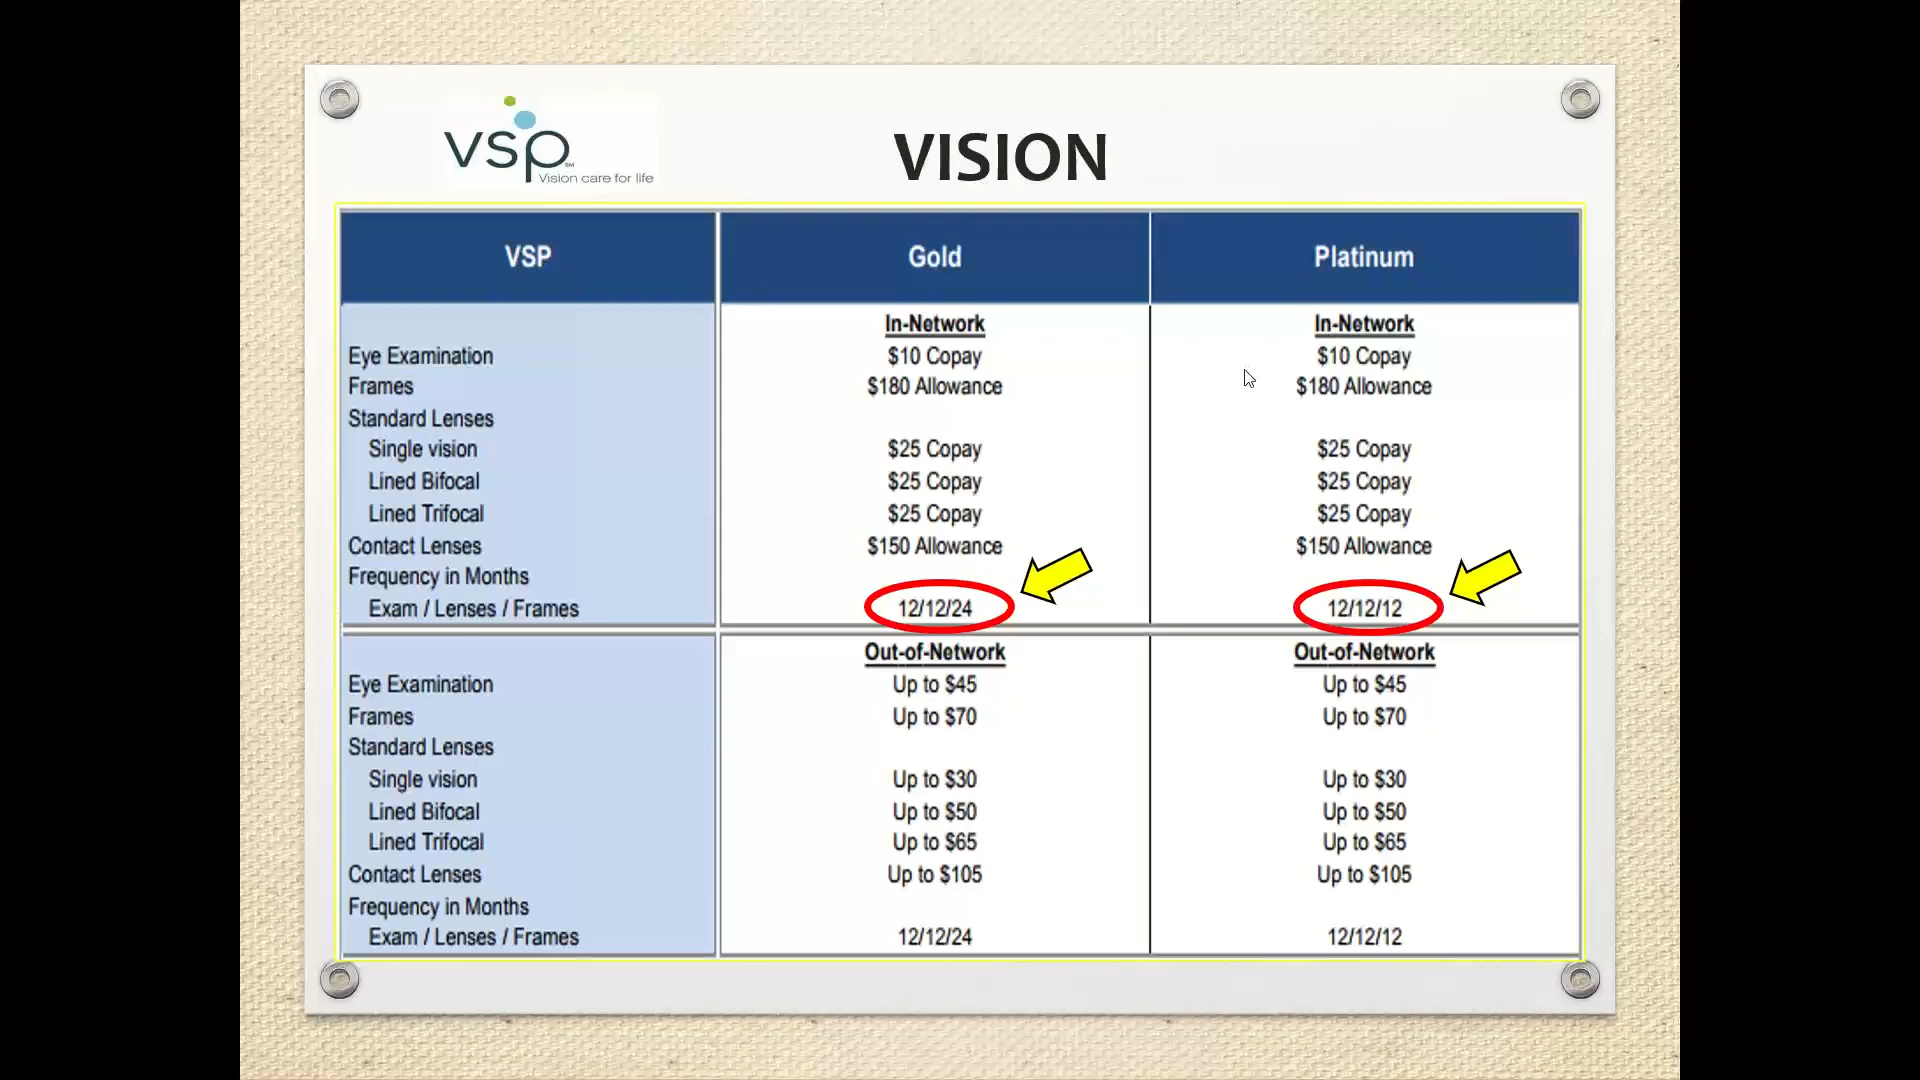 vsp
SM
Vision care for life
VISION
VSP Gold Platinum
In-Network In-Network
Eye Examination $10 Copay $10 Copay
Frames $180 Allowance $180 Allowance
Standard Lenses
Single vision $25 Copay $25 Copay
Lined Bifocal $25 Copay $25 Copay
Lined Trifocal $25 Copay $25 Copay
Contact Lenses $150 Allowance $150 Allowance
Frequency in Months
Exam / Lenses / Frames 12/12/24 12/12/12
Out-of-Network Out-of-Network
Eye Examination Up to $45 Up to $45
Frames Up to $70 Up to $70
Standard Lenses
Single vision Up to $30 Up to $30
Lined Bifocal Up to $50 Up to $50
Lined Trifocal Up to $65 Up to $65
Contact Lenses Up to $105 Up to $105
Frequency in Months
Exam / Lenses / Frames 12/12/24 12/12/12